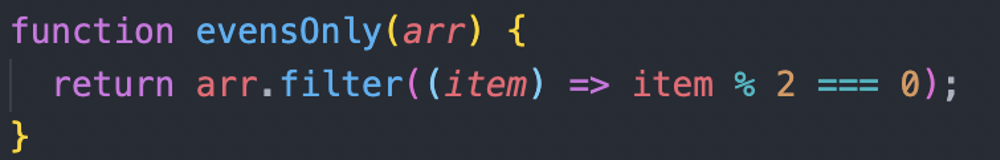 function evensOnly(arr) {
  return arr.filter((item) => item % 2 === 0);
}